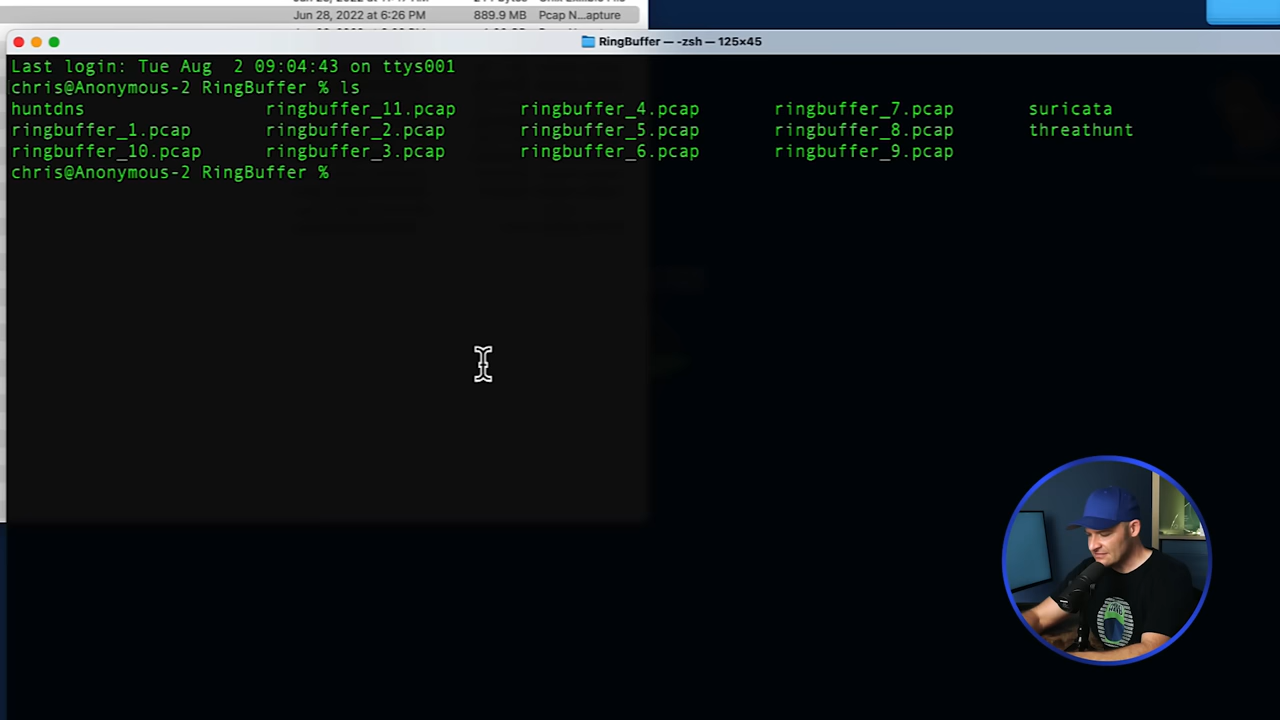 Jun 28, 2022 at 6:26 PM 889.9 MB Pcap N...apture
RingBuffer — -zsh — 125×45
Last login: Tue Aug  2 09:04:43 on ttys001
chris@Anonymous-2 RingBuffer % ls
huntdns ringbuffer_11.pcap ringbuffer_4.pcap ringbuffer_7.pcap suricata
ringbuffer_1.pcap ringbuffer_2.pcap ringbuffer_5.pcap ringbuffer_8.pcap threathunt
ringbuffer_10.pcap ringbuffer_3.pcap ringbuffer_6.pcap ringbuffer_9.pcap
chris@Anonymous-2 RingBuffer %